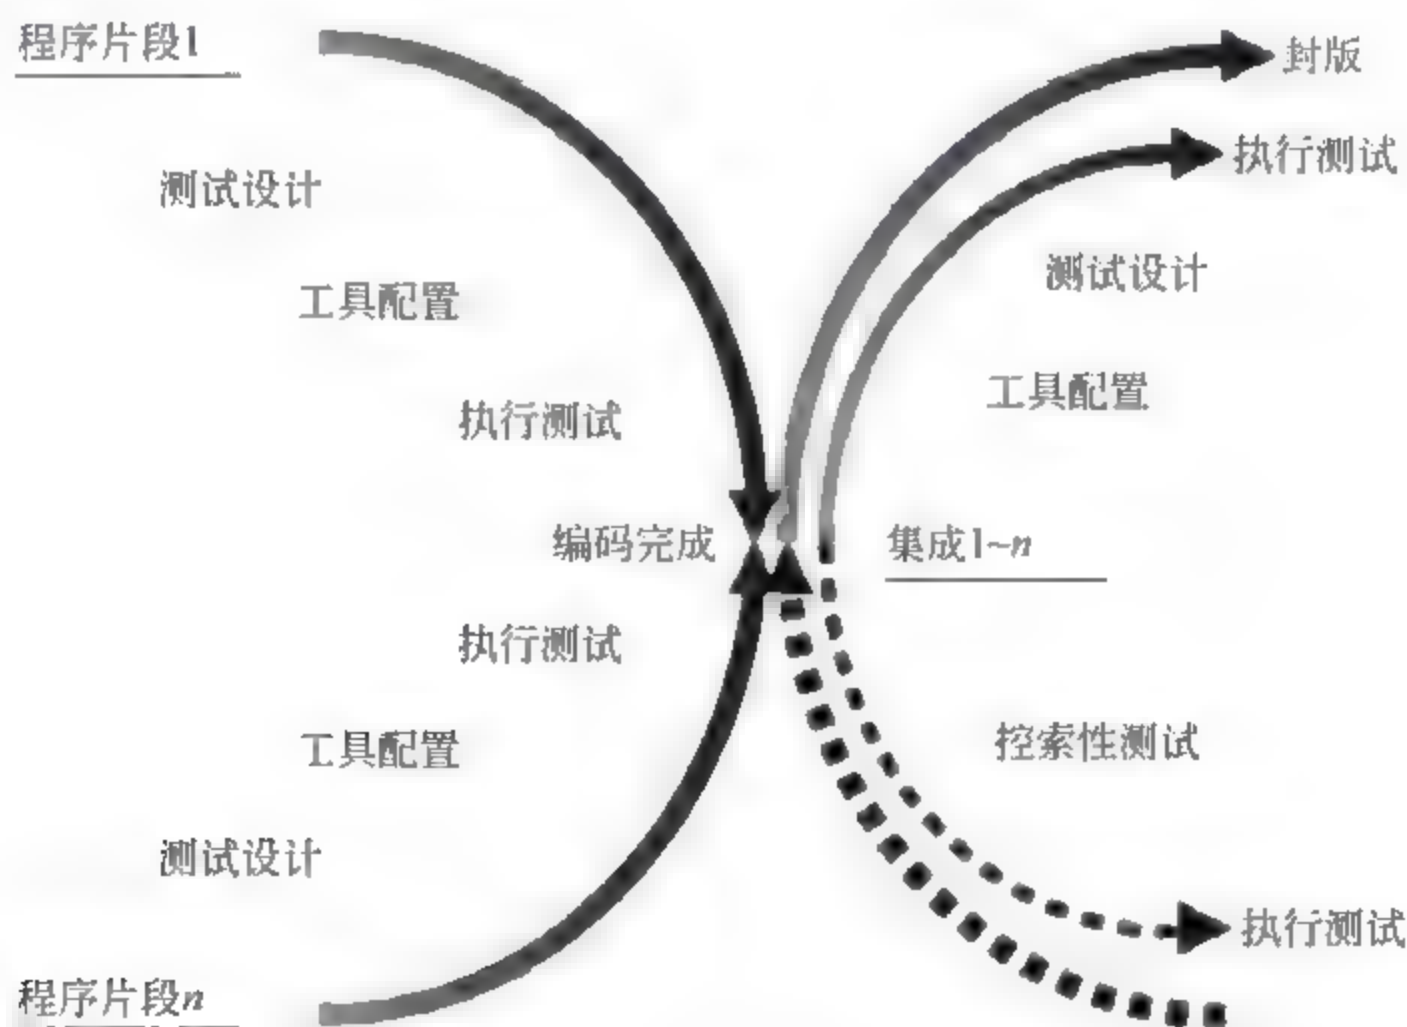 程序片段1
封版
执行测试
测试设计
测试设计
工具配置
工具配置
执行测试
编码完成
集成1~n
执行测试
控索性测试
工具配置
测试设计
执行测试
程序片段n